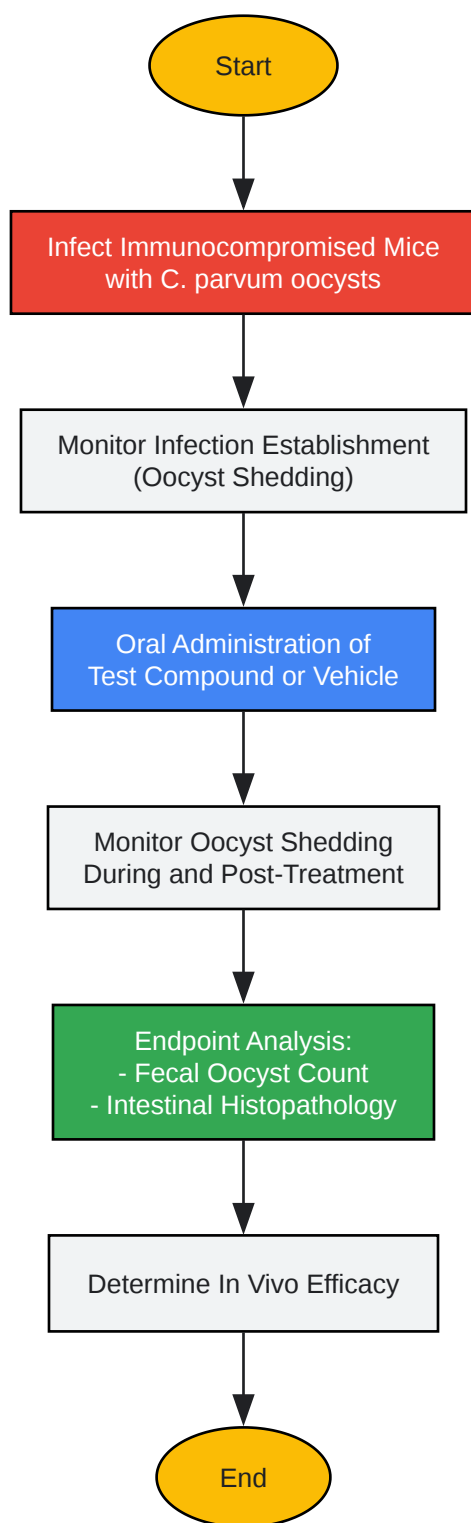 Start
Infect Immunocompromised Mice
with C. parvum oocysts
Monitor Infection Establishment
(Oocyst Shedding)
Oral Administration of
Test Compound or Vehicle
Monitor Oocyst Shedding
During and Post-Treatment
Endpoint Analysis:
- Fecal Oocyst Count
- Intestinal Histopathology
Determine In Vivo Efficacy
End